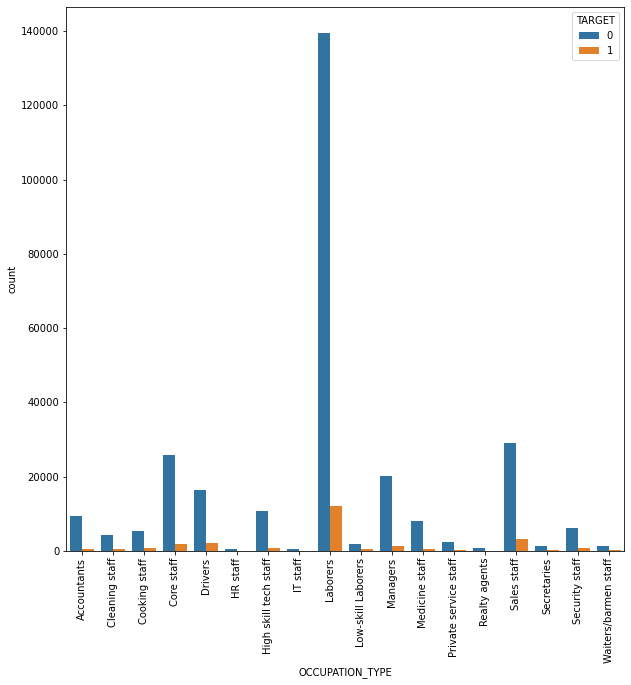 TARGET
0
1
140000
120000
100000
80000
60000
40000
20000
0
count
Accountants
Cleaning staff
Cooking staff
Core staff
Drivers
HR staff
High skill tech staff
IT staff
Laborers
Low-skill Laborers
Managers
Medicine staff
Private service staff
Realty agents
Sales staff
Secretaries
Security staff
Waiters/barmen staff
OCCUPATION_TYPE